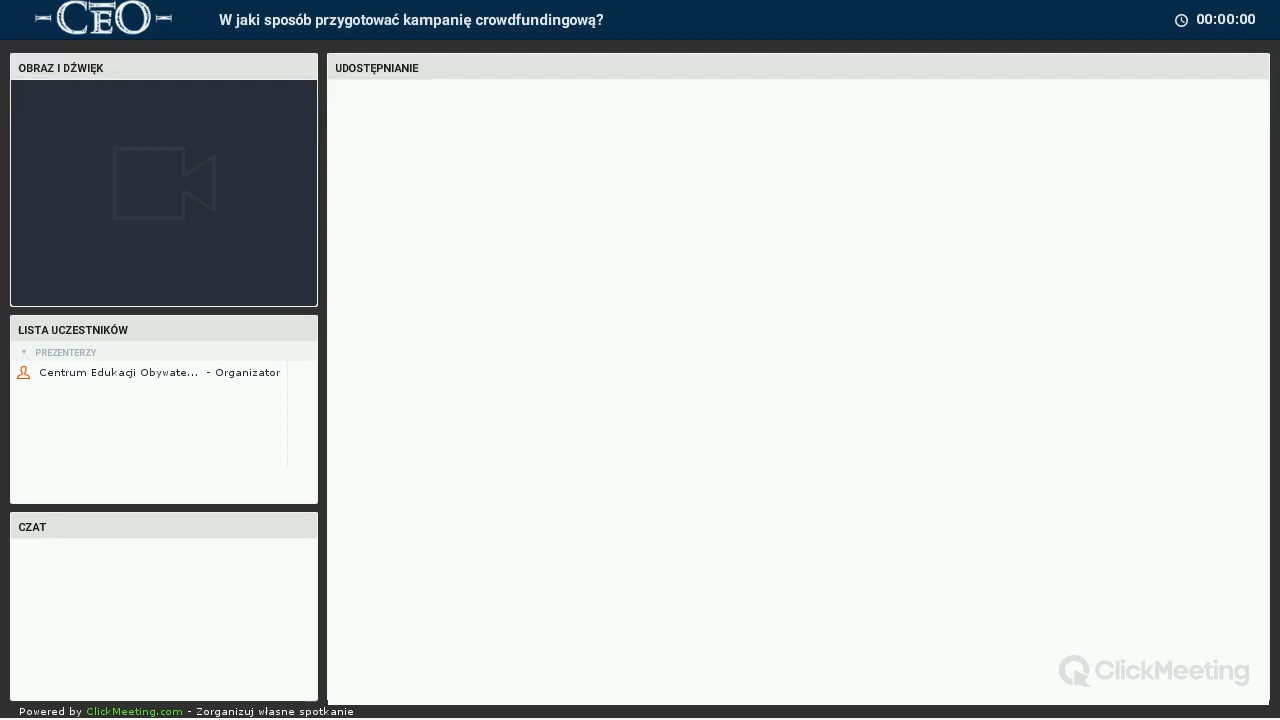 CEO
W jaki sposób przygotować kampanię crowdfundingową?
00:00:00
OBRAZ I DŹWIĘK
UDOSTĘPNIANIE
LISTA UCZESTNIKÓW
PREZENTERZY
Centrum Edukacji Obywate... - Organizator
CZAT
ClickMeeting
Powered by ClickMeeting.com - Zorganizuj własne spotkanie